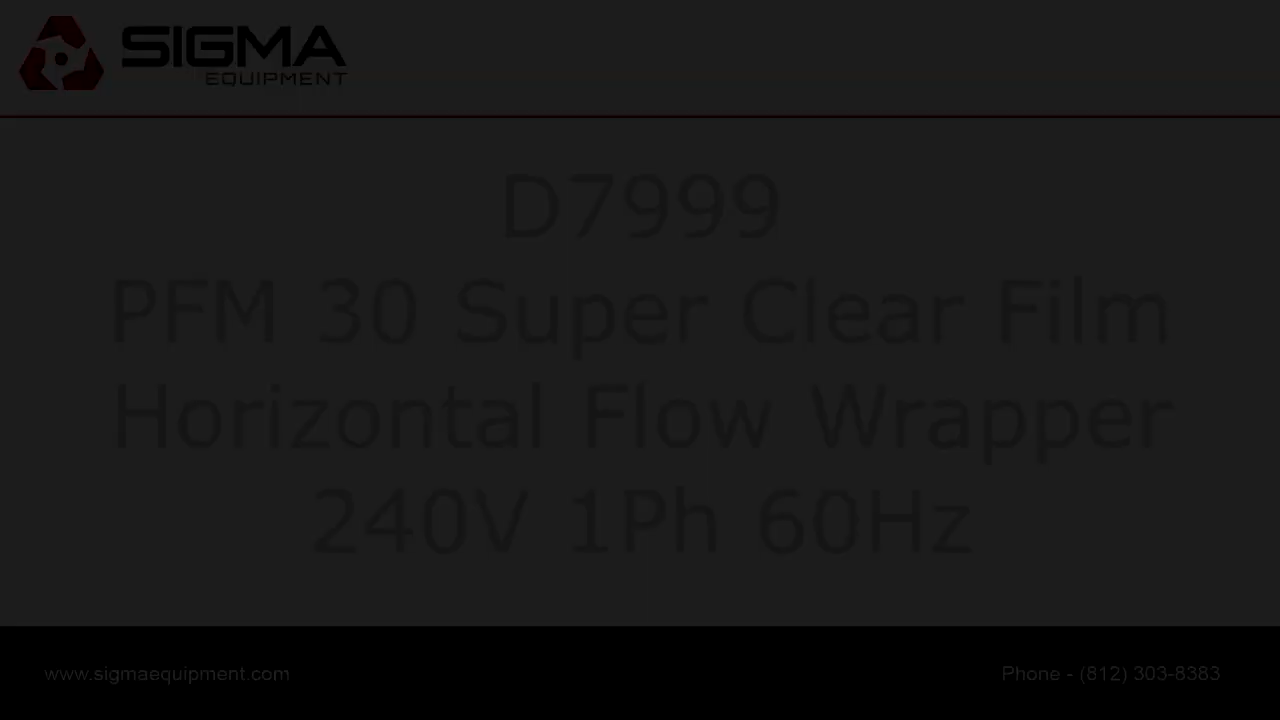 SIGMA
EQUIPMENT
D7999
PFM 30 Super Clear Film
Horizontal Flow Wrapper
240V 1Ph 60Hz
www.sigmaequipment.com
Phone - (812) 303-8383